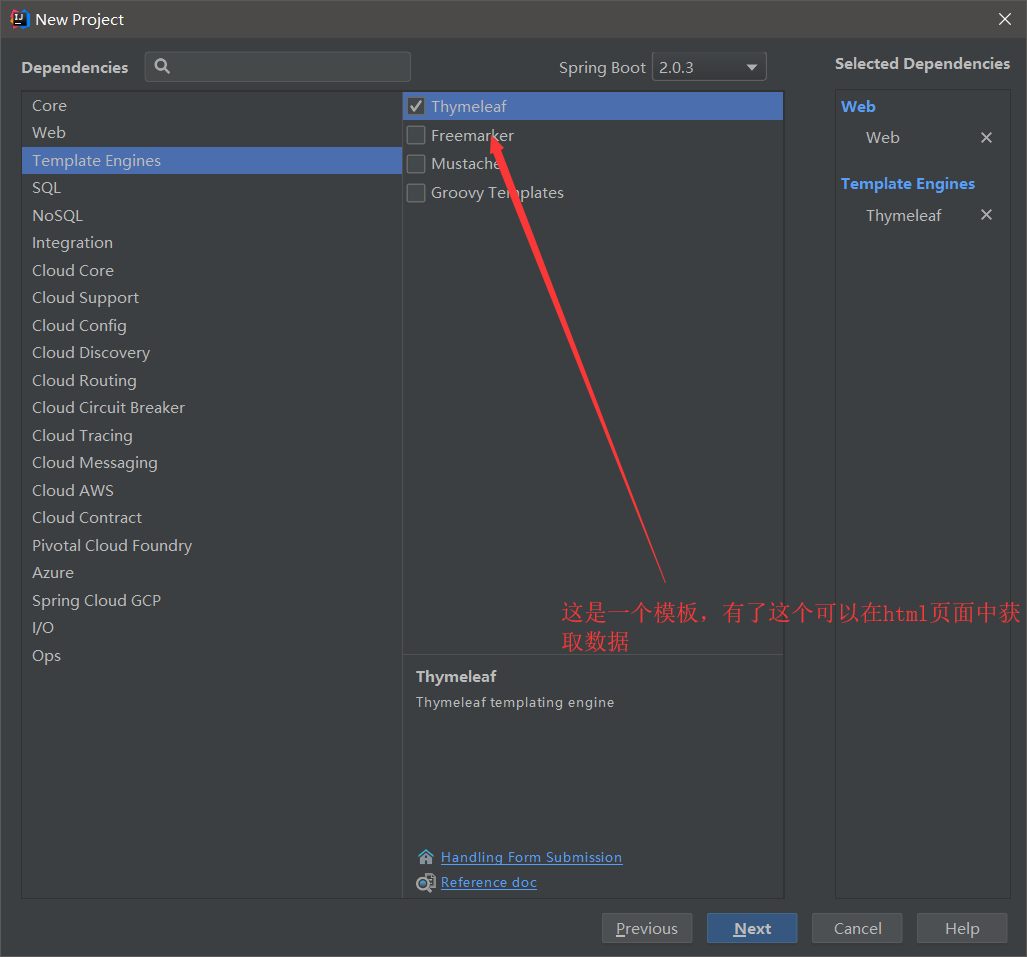 New Project
Dependencies
Spring Boot 2.0.3
Selected Dependencies
Core
Web
Template Engines
SQL
NoSQL
Integration
Cloud Core
Cloud Support
Cloud Config
Cloud Discovery
Cloud Routing
Cloud Circuit Breaker
Cloud Tracing
Cloud Messaging
Cloud AWS
Cloud Contract
Pivotal Cloud Foundry
Azure
Spring Cloud GCP
I/O
Ops
Thymeleaf
Freemarker
Mustache
Groovy Templates
这是一个模板，有了这个可以在html页面中获
取数据
Thymeleaf
Thymeleaf templating engine
Handling Form Submission
Reference doc
Web
Web
Template Engines
Thymeleaf
Previous
Next
Cancel
Help